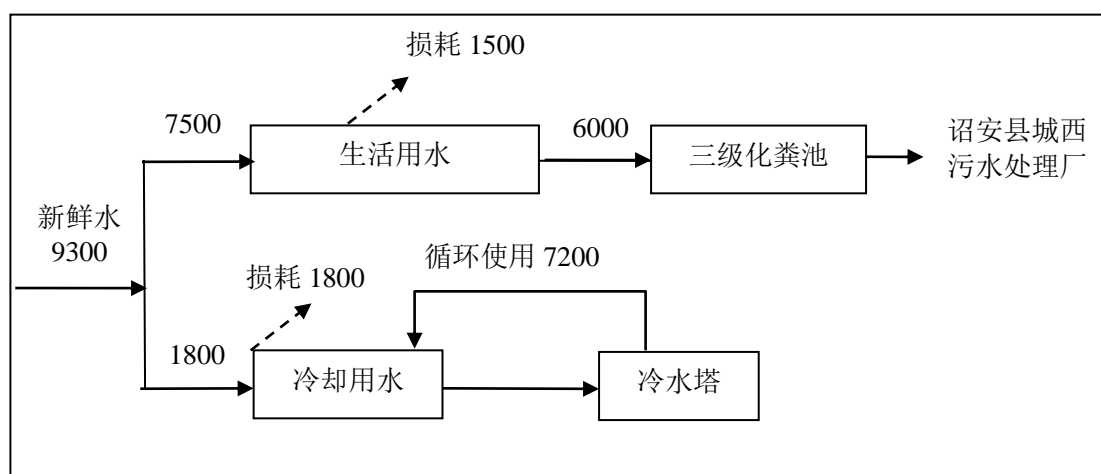 损耗 1500
7500
生活用水
6000
三级化粪池
诏安县城西
污水处理厂
新鲜水
9300
循环使用 7200
损耗 1800
1800
冷却用水
冷水塔